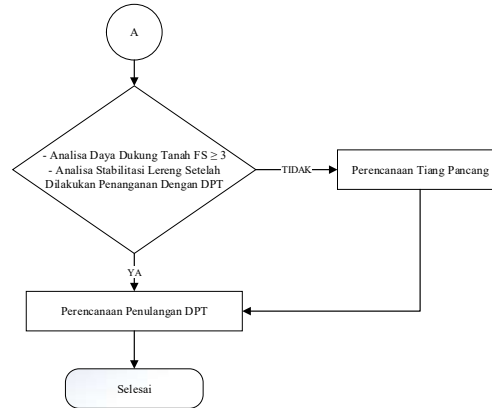 A
- Analisa Daya Dukung Tanah FS ≥ 3
- Analisa Stabilitasi Lereng Setelah
Dilakukan Penanganan Dengan DPT
TIDAK
Perencanaan Tiang Pancang
YA
Perencanaan Penulangan DPT
Selesai